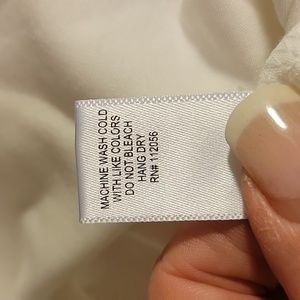 MACHINE WASH COLD
WITH LIKE COLORS
DO NOT BLEACH
HANG DRY
RN# 112056